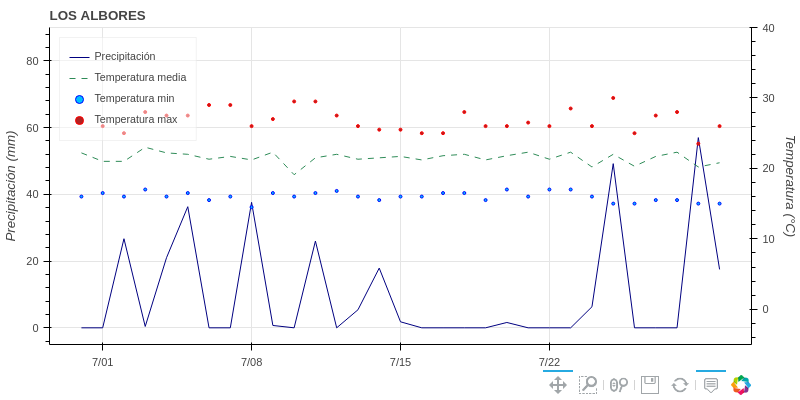 LOS ALBORES
Precipitación
Temperatura media
Temperatura min
Temperatura max
Precipitación (mm)
80
60
40
20
0
Temperatura (°C)
40
30
20
10
0
7/01
7/08
7/15
7/22